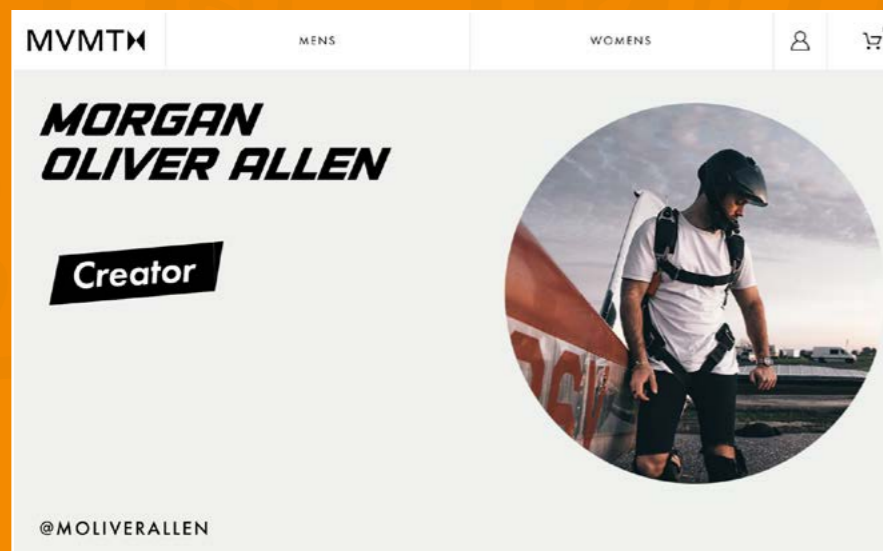 MVMT
MENS
WOMENS
MORGAN
OLIVER ALLEN
Creator
@MOLIVERALLEN